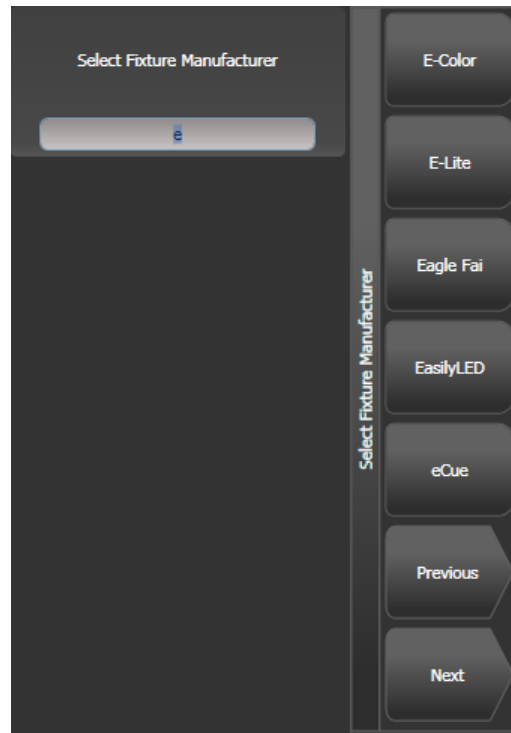 Select Fixture Manufacturer
e
Select Fixture Manufacturer
E-Color
E-Lite
Eagle Fai
EasilyLED
eCue
Previous
Next